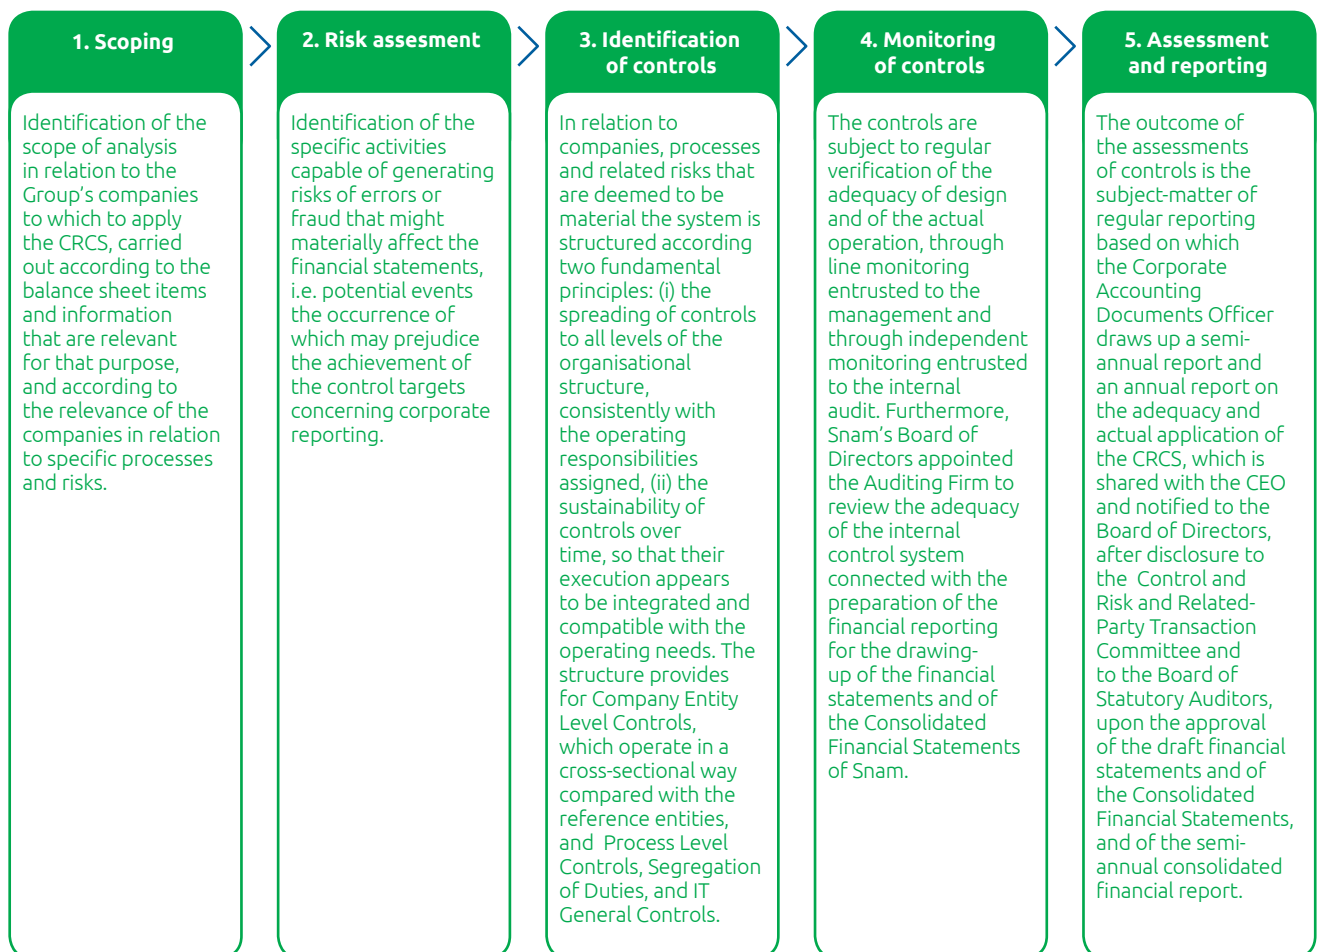 1. Scoping
Identification of the
scope of analysis
in relation to the
Group's companies
to which to apply
the CRCS, carried
out according to the
balance sheet items
and information
that are relevant
for that purpose,
and according to
the relevance of the
companies in relation
to specific processes
and risks.
2. Risk assesment
Identification of the
specific activities
capable of generating
risks of errors or
fraud that might
materially affect the
financial statements,
i.e. potential events
the occurrence of
which may prejudice
the achievement of
the control targets
concerning corporate
reporting.
3. Identification
of controls
In relation to
companies, processes
and related risks that
are deemed to be
material the system is
structured according
two fundamental
principles: (i) the
spreading of controls
to all levels of the
organisational
structure,
consistently with
the operating
responsibilities
assigned, (ii) the
sustainability of
controls over
time, so that their
execution appears
to be integrated and
compatible with the
operating needs. The
structure provides
for Company Entity
Level Controls,
which operate in a
cross-sectional way
compared with the
reference entities,
and Process Level
Controls, Segregation
of Duties, and IT
General Controls.
4. Monitoring
of controls
The controls are
subject to regular
verification of the
adequacy of design
and of the actual
operation, through
line monitoring
entrusted to the
management and
through independent
monitoring entrusted
to the internal
audit. Furthermore,
Snam's Board of
Directors appointed
the Auditing Firm to
review the adequacy
of the internal
control system
connected with the
preparation of the
financial reporting
for the drawing-
up of the financial
statements and of
the Consolidated
Financial Statements
of Snam.
5. Assessment
and reporting
The outcome of
the assessments
of controls is the
subject-matter of
regular reporting
based on which
the Corporate
Accounting
Documents Officer
draws up a semi-
annual report and
an annual report on
the adequacy and
actual application of
the CRCS, which is
shared with the CEO
and notified to the
Board of Directors,
after disclosure to
the Control and
Risk and Related-
Party Transaction
Committee and
to the Board of
Statutory Auditors,
upon the approval
of the draft financial
statements and of
the Consolidated
Financial Statements,
and of the semi-
annual consolidated
financial report.